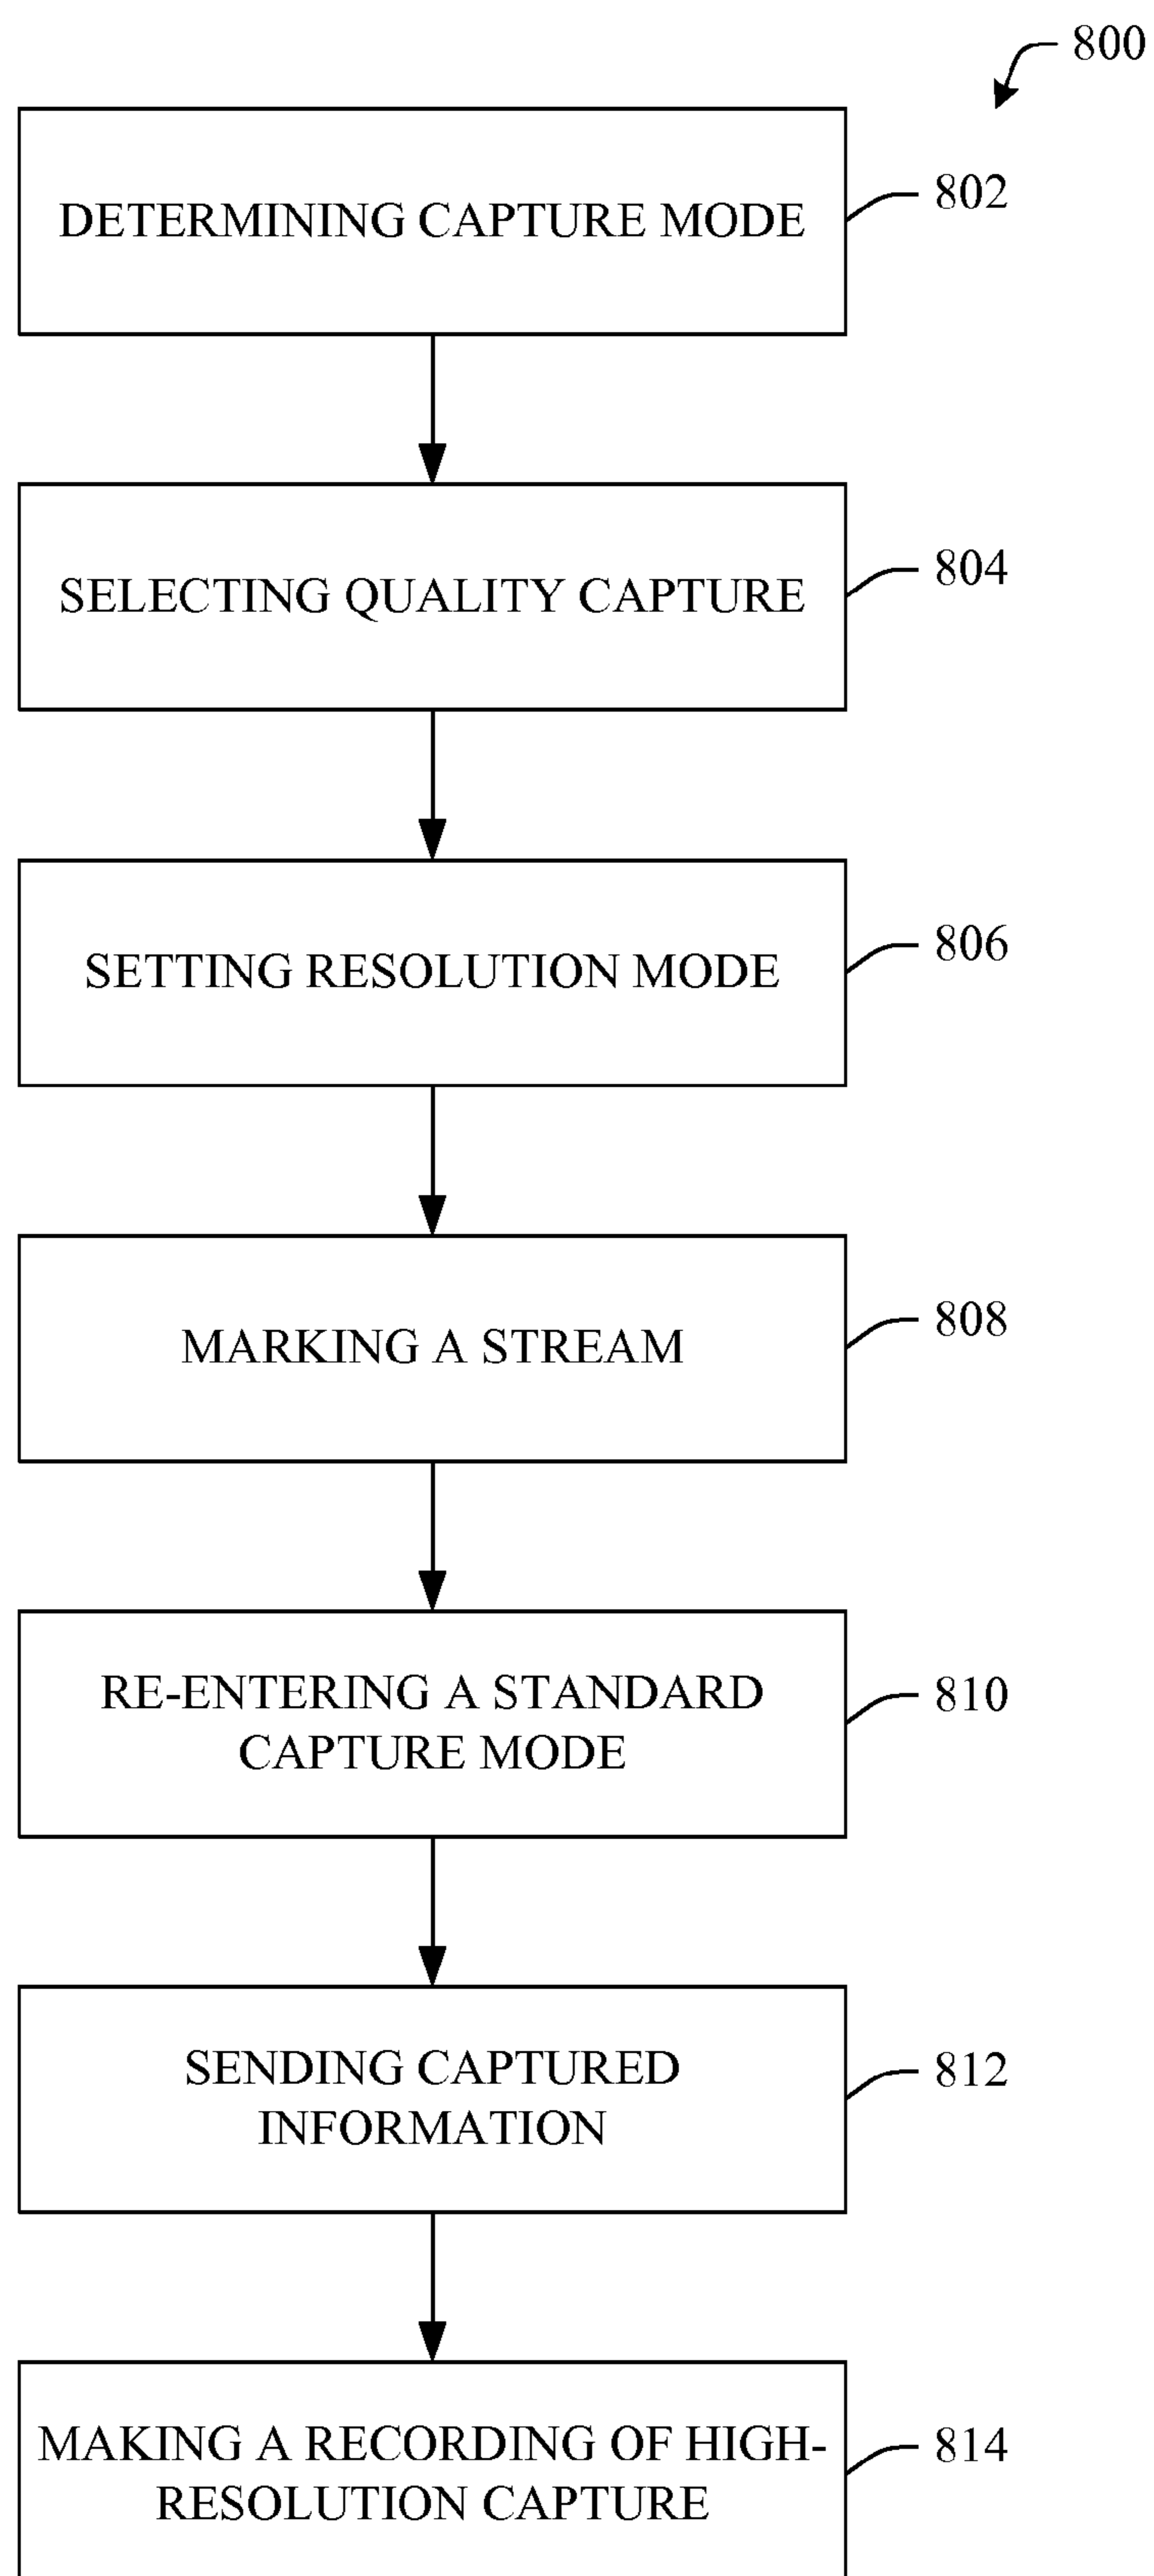 800
DETERMINING CAPTURE MODE
802
SELECTING QUALITY CAPTURE
804
SETTING RESOLUTION MODE
806
MARKING A STREAM
808
RE-ENTERING A STANDARD
CAPTURE MODE
810
SENDING CAPTURED
INFORMATION
812
MAKING A RECORDING OF HIGH-
RESOLUTION CAPTURE
814